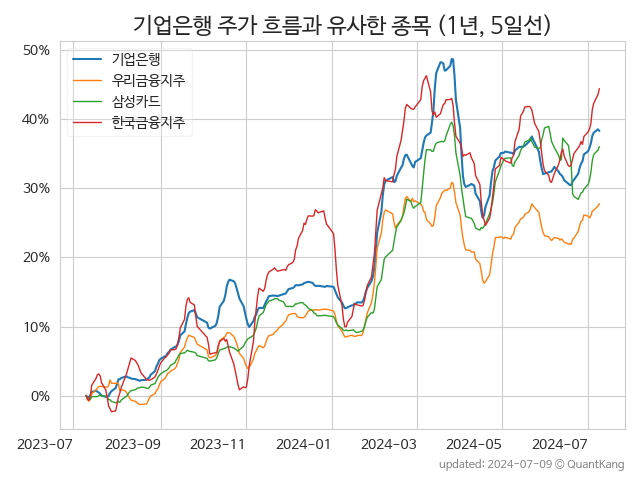 기업은행 주가 흐름과 유사한 종목 (1년, 5일선)
50%
40%
30%
20%
10%
0%
기업은행
우리금융지주
삼성카드
한국금융지주
2023-07 2023-09 2023-11 2024-01 2024-03 2024-05 2024-07
updated: 2024-07-09 © QuantKang